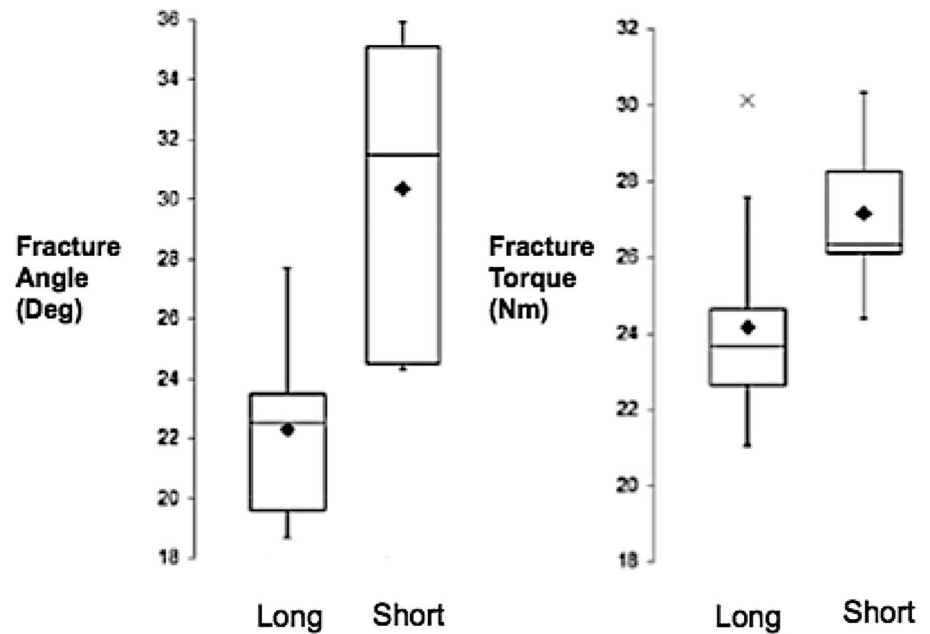 Fracture
Angle
(Deg)
36
34
32
30
28
26
24
22
20
18
Long Short
Fracture
Torque
(Nm)
32
30
28
26
24
22
20
18
Long Short